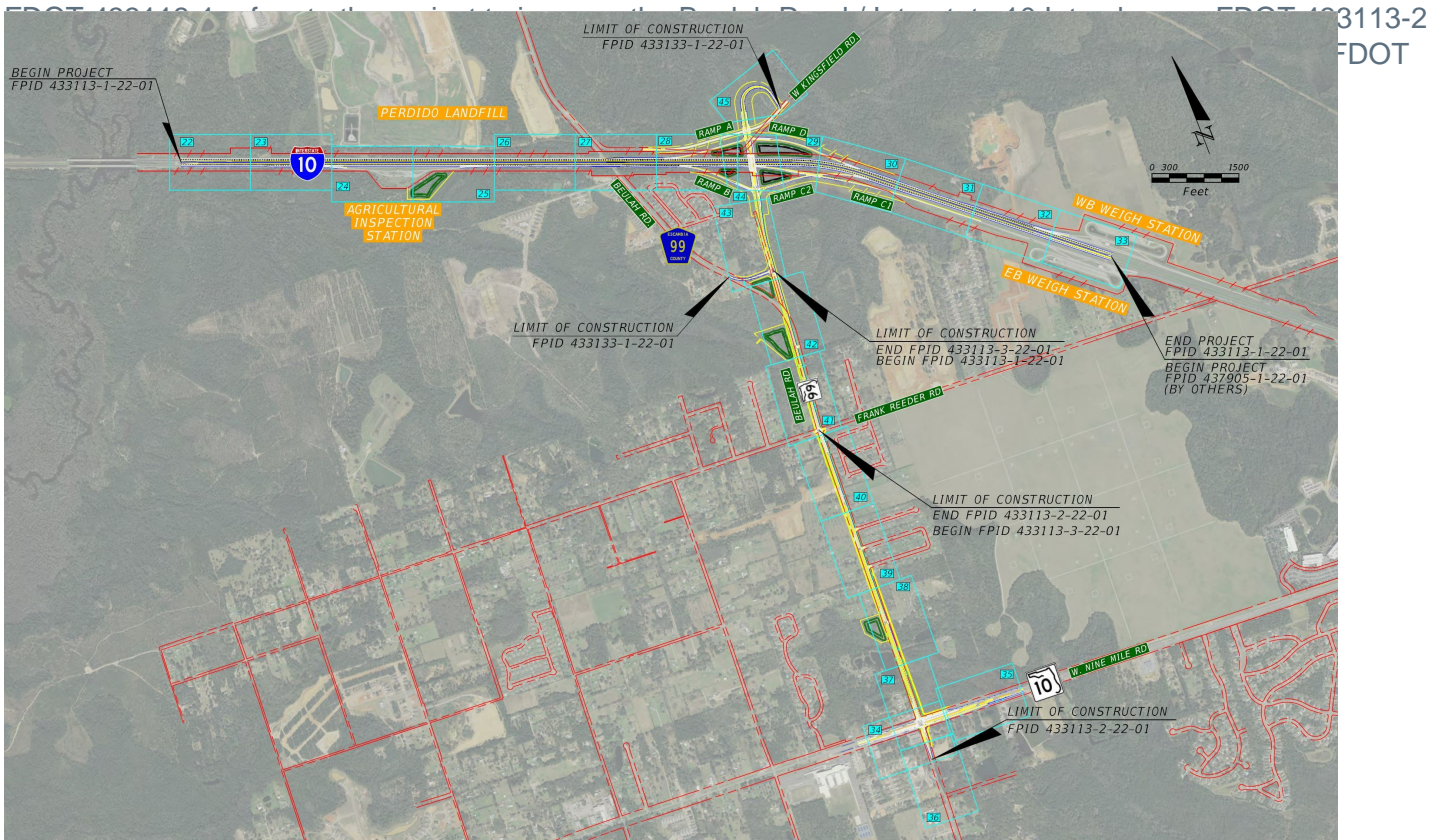 3113-2
FDOT
LIMIT OF CONSTRUCTION
FPID 433133-1-22-01
W KINGSFIELD RD.
BEGIN PROJECT
FPID 433113-1-22-01
PERDIDO LANDFILL
45
RAMP A
RAMP D
22
23
26
27
28
29
INTERSTATE
10
N
0 300 1500
Feet
30
24
25
RAMP B
44
RAMP C2
RAMP C1
31
32
33
WB WEIGH STATION
AGRICULTURAL
INSPECTION
STATION
BEULAH RD.
43
ESCAMBIA
99
COUNTY
EB WEIGH STATION
LIMIT OF CONSTRUCTION
FPID 433133-1-22-01
LIMIT OF CONSTRUCTION
END FPID 433113-3-22-01
BEGIN FPID 433113-1-22-01
END PROJECT
FPID 433113-1-22-01
BEGIN PROJECT
FPID 437905-1-22-01
(BY OTHERS)
42
BEULAH RD
99
FRANK REEDER RD
41
LIMIT OF CONSTRUCTION
END FPID 433113-2-22-01
BEGIN FPID 433113-3-22-01
40
39
38
37
35
10
W. NINE MILE RD
34
LIMIT OF CONSTRUCTION
FPID 433113-2-22-01
36